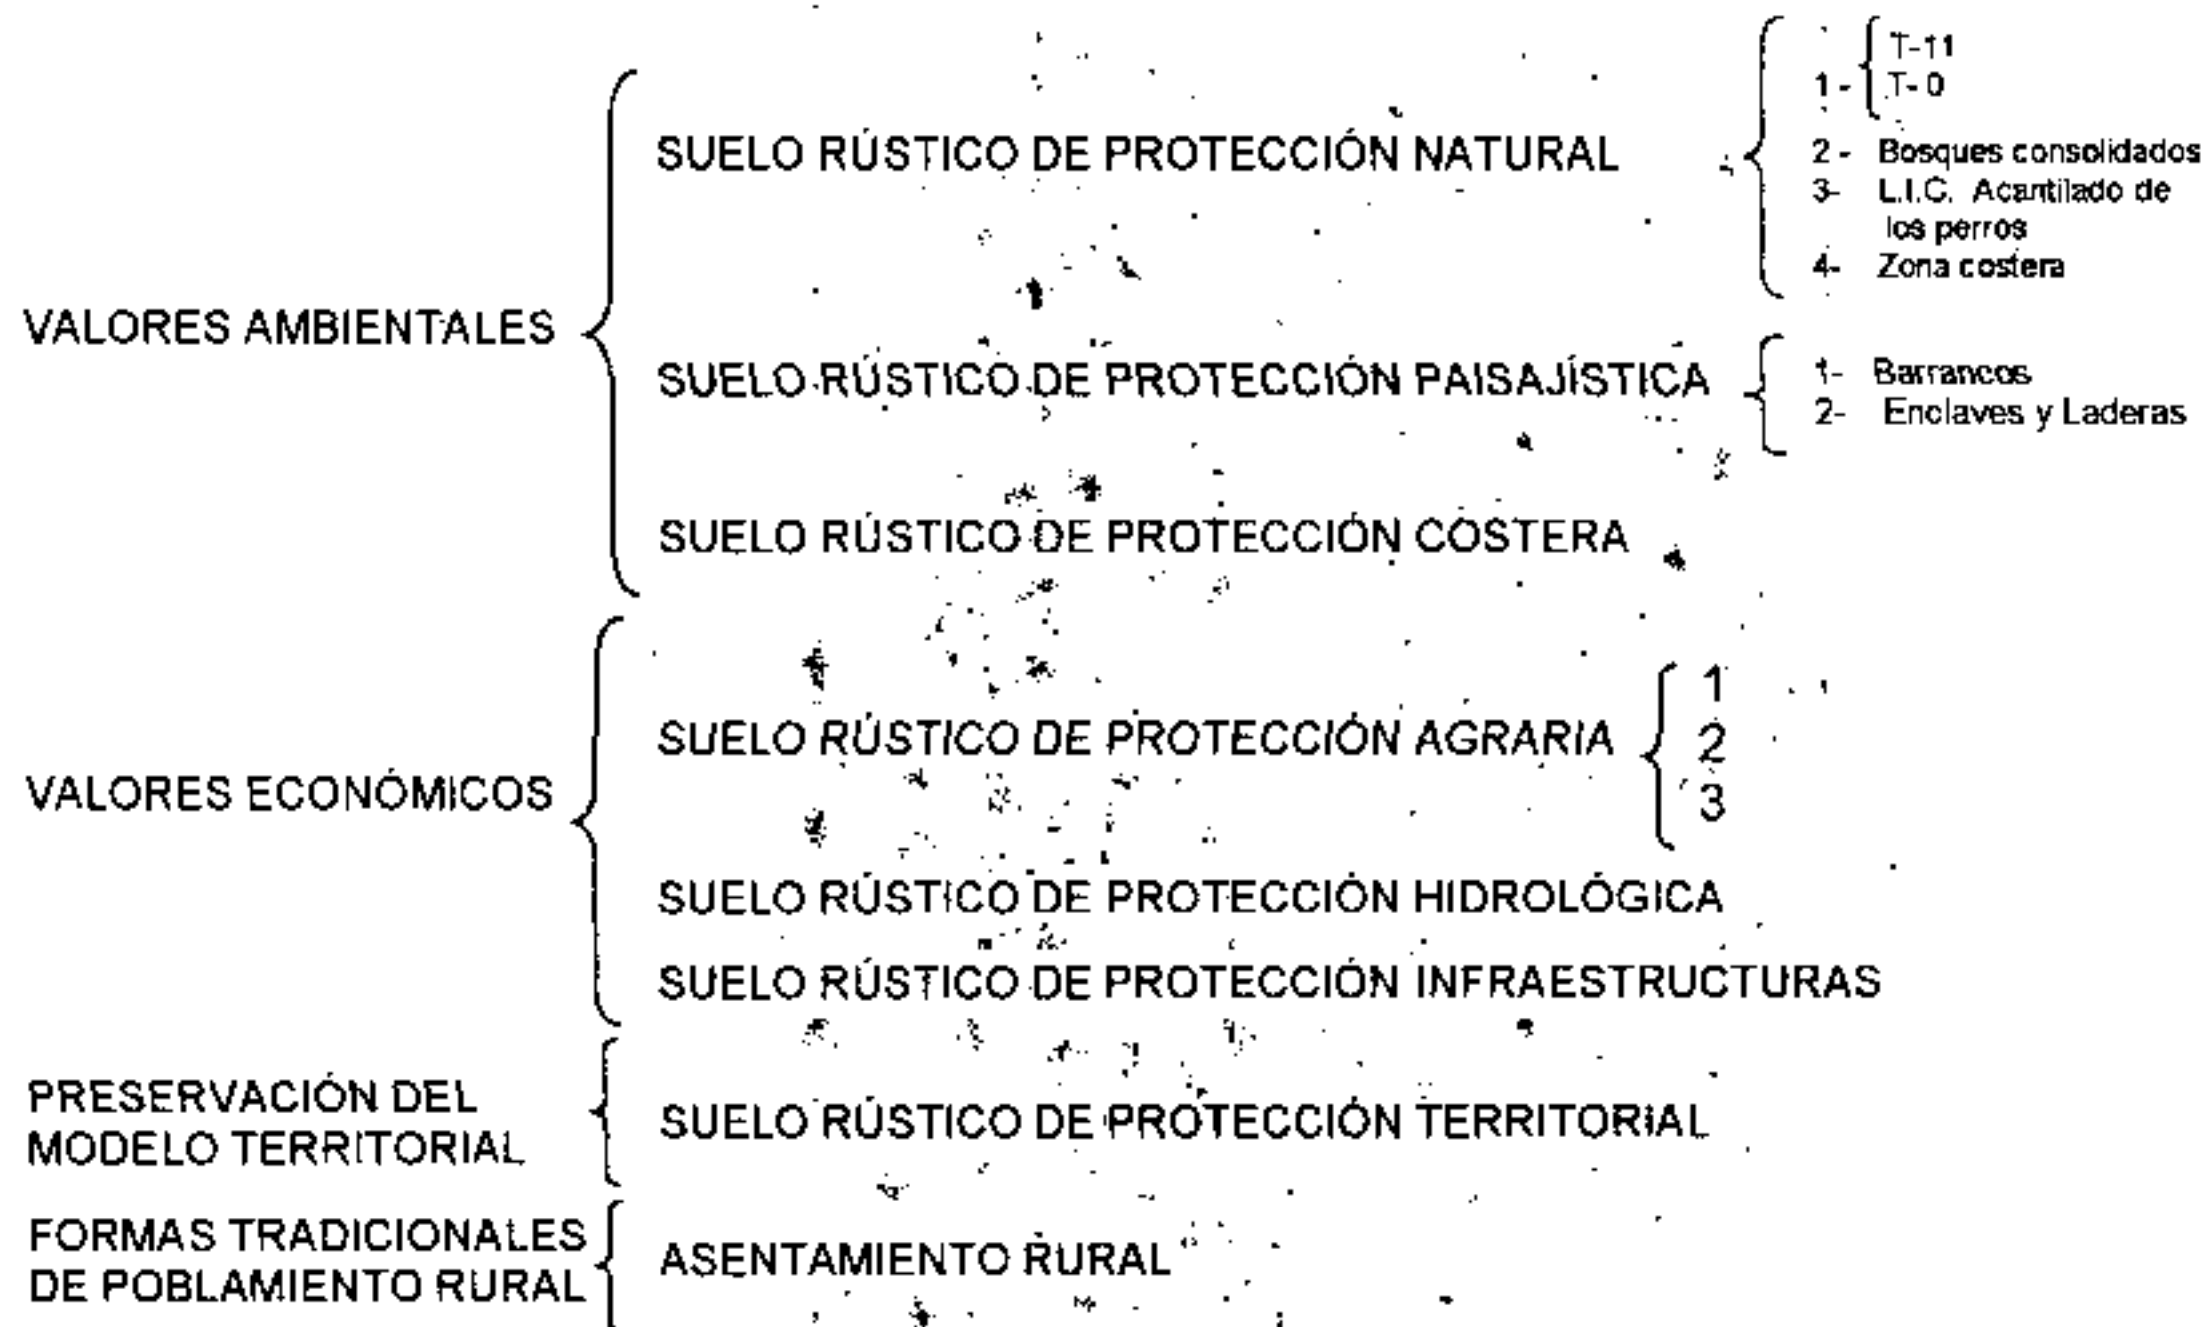 VALORES AMBIENTALES
SUELO RÚSTICO DE PROTECCIÓN NATURAL
1 -
T-11
T- 0
2 - Bosques consolidados
3- L.I.C. Acantilado de
los perros
4- Zona costera
SUELO RÚSTICO DE PROTECCIÓN PAISAJÍSTICA
1- Barrancos
2- Enclaves y Laderas
SUELO RÚSTICO DE PROTECCIÓN COSTERA
VALORES ECONÓMICOS
SUELO RÚSTICO DE PROTECCIÓN AGRARIA
1
2
3
SUELO RÚSTICO DE PROTECCIÓN HIDROLÓGICA
SUELO RÚSTICO DE PROTECCIÓN INFRAESTRUCTURAS
PRESERVACIÓN DEL
MODELO TERRITORIAL
SUELO RÚSTICO DE PROTECCIÓN TERRITORIAL
FORMAS TRADICIONALES
DE POBLAMIENTO RURAL
ASENTAMIENTO RURAL